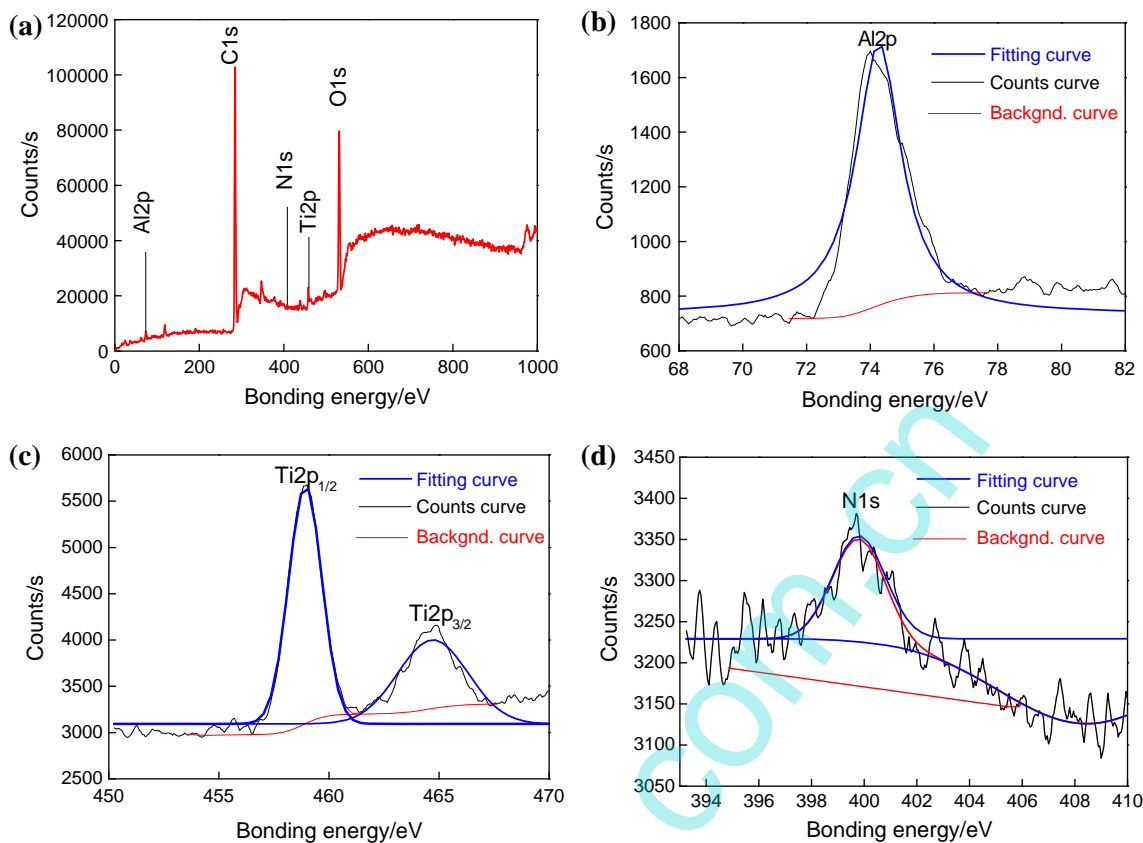 (a)
120000
100000
80000
60000
40000
20000
0
Counts/s
Al2p
C1s
N1s
Ti2p
O1s
0 200 400 600 800 1000
Bonding energy/eV
(b)
1800
1600
1400
1200
1000
800
600
Counts/s
Al2p
Fitting curve
Counts curve
Backgnd. curve
68 70 72 74 76 78 80 82
Bonding energy/eV
(c)
6000
5500
5000
4500
4000
3500
3000
2500
Counts/s
Ti2p1/2
Ti2p3/2
Fitting curve
Counts curve
Backgnd. curve
450 455 460 465 470
Bonding energy/eV
(d)
3450
3400
3350
3300
3250
3200
3150
3100
3050
Counts/s
N1s
Fitting curve
Counts curve
Backgnd. curve
394 396 398 400 402 404 406 408 410
Bonding energy/eV
com.cn